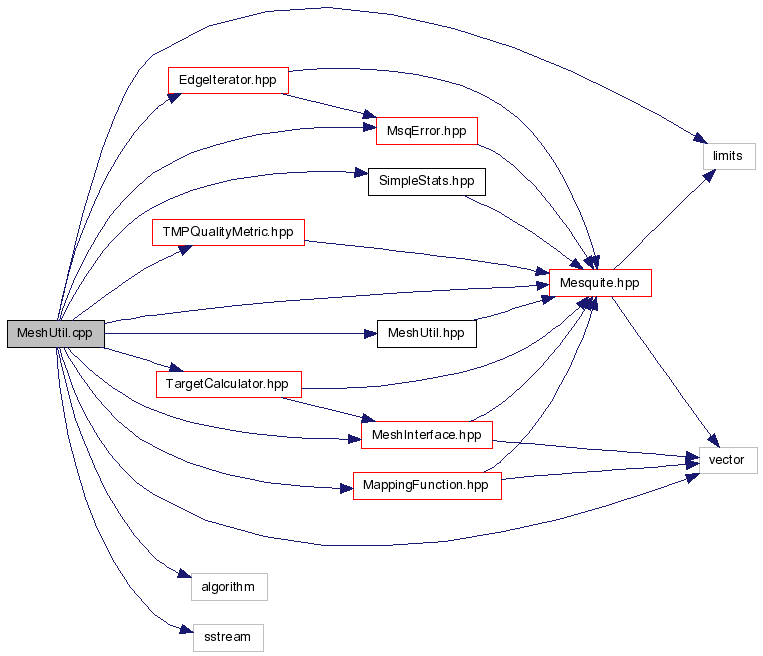 EdgeIterator.hpp
MsqError.hpp
limits
SimpleStats.hpp
TMPQualityMetric.hpp
Mesquite.hpp
MeshUtil.cpp
MeshUtil.hpp
TargetCalculator.hpp
MeshInterface.hpp
vector
MappingFunction.hpp
algorithm
sstream